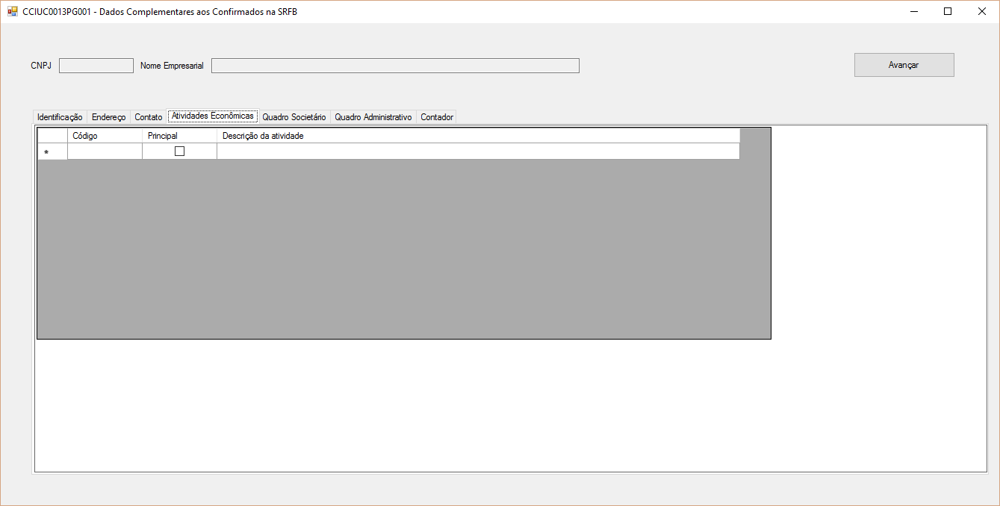 CCIUC0013PG001 - Dados Complementares aos Confirmados na SRFB
CNPJ Nome Empresarial Avançar
Identificação Endereço Contato Atividades Econômicas Quadro Societário Quadro Administrativo Contador
Código Principal Descrição da atividade
*